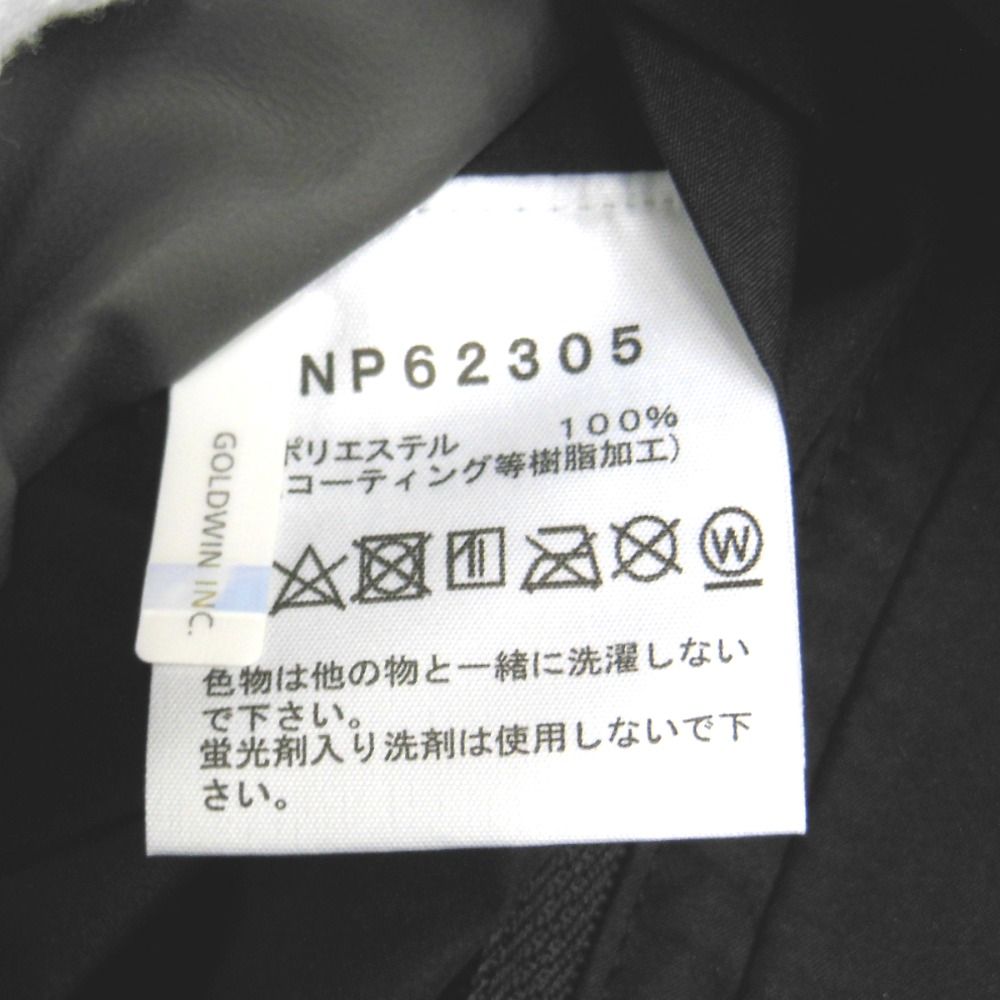 NP62305
ポリエステル 100%
(コーティング等樹脂加工)
GOLDWIN INC.
W
色物は他の物と一緒に洗濯しない
で下さい。
蛍光剤入り洗剤は使用しないで下
さい。